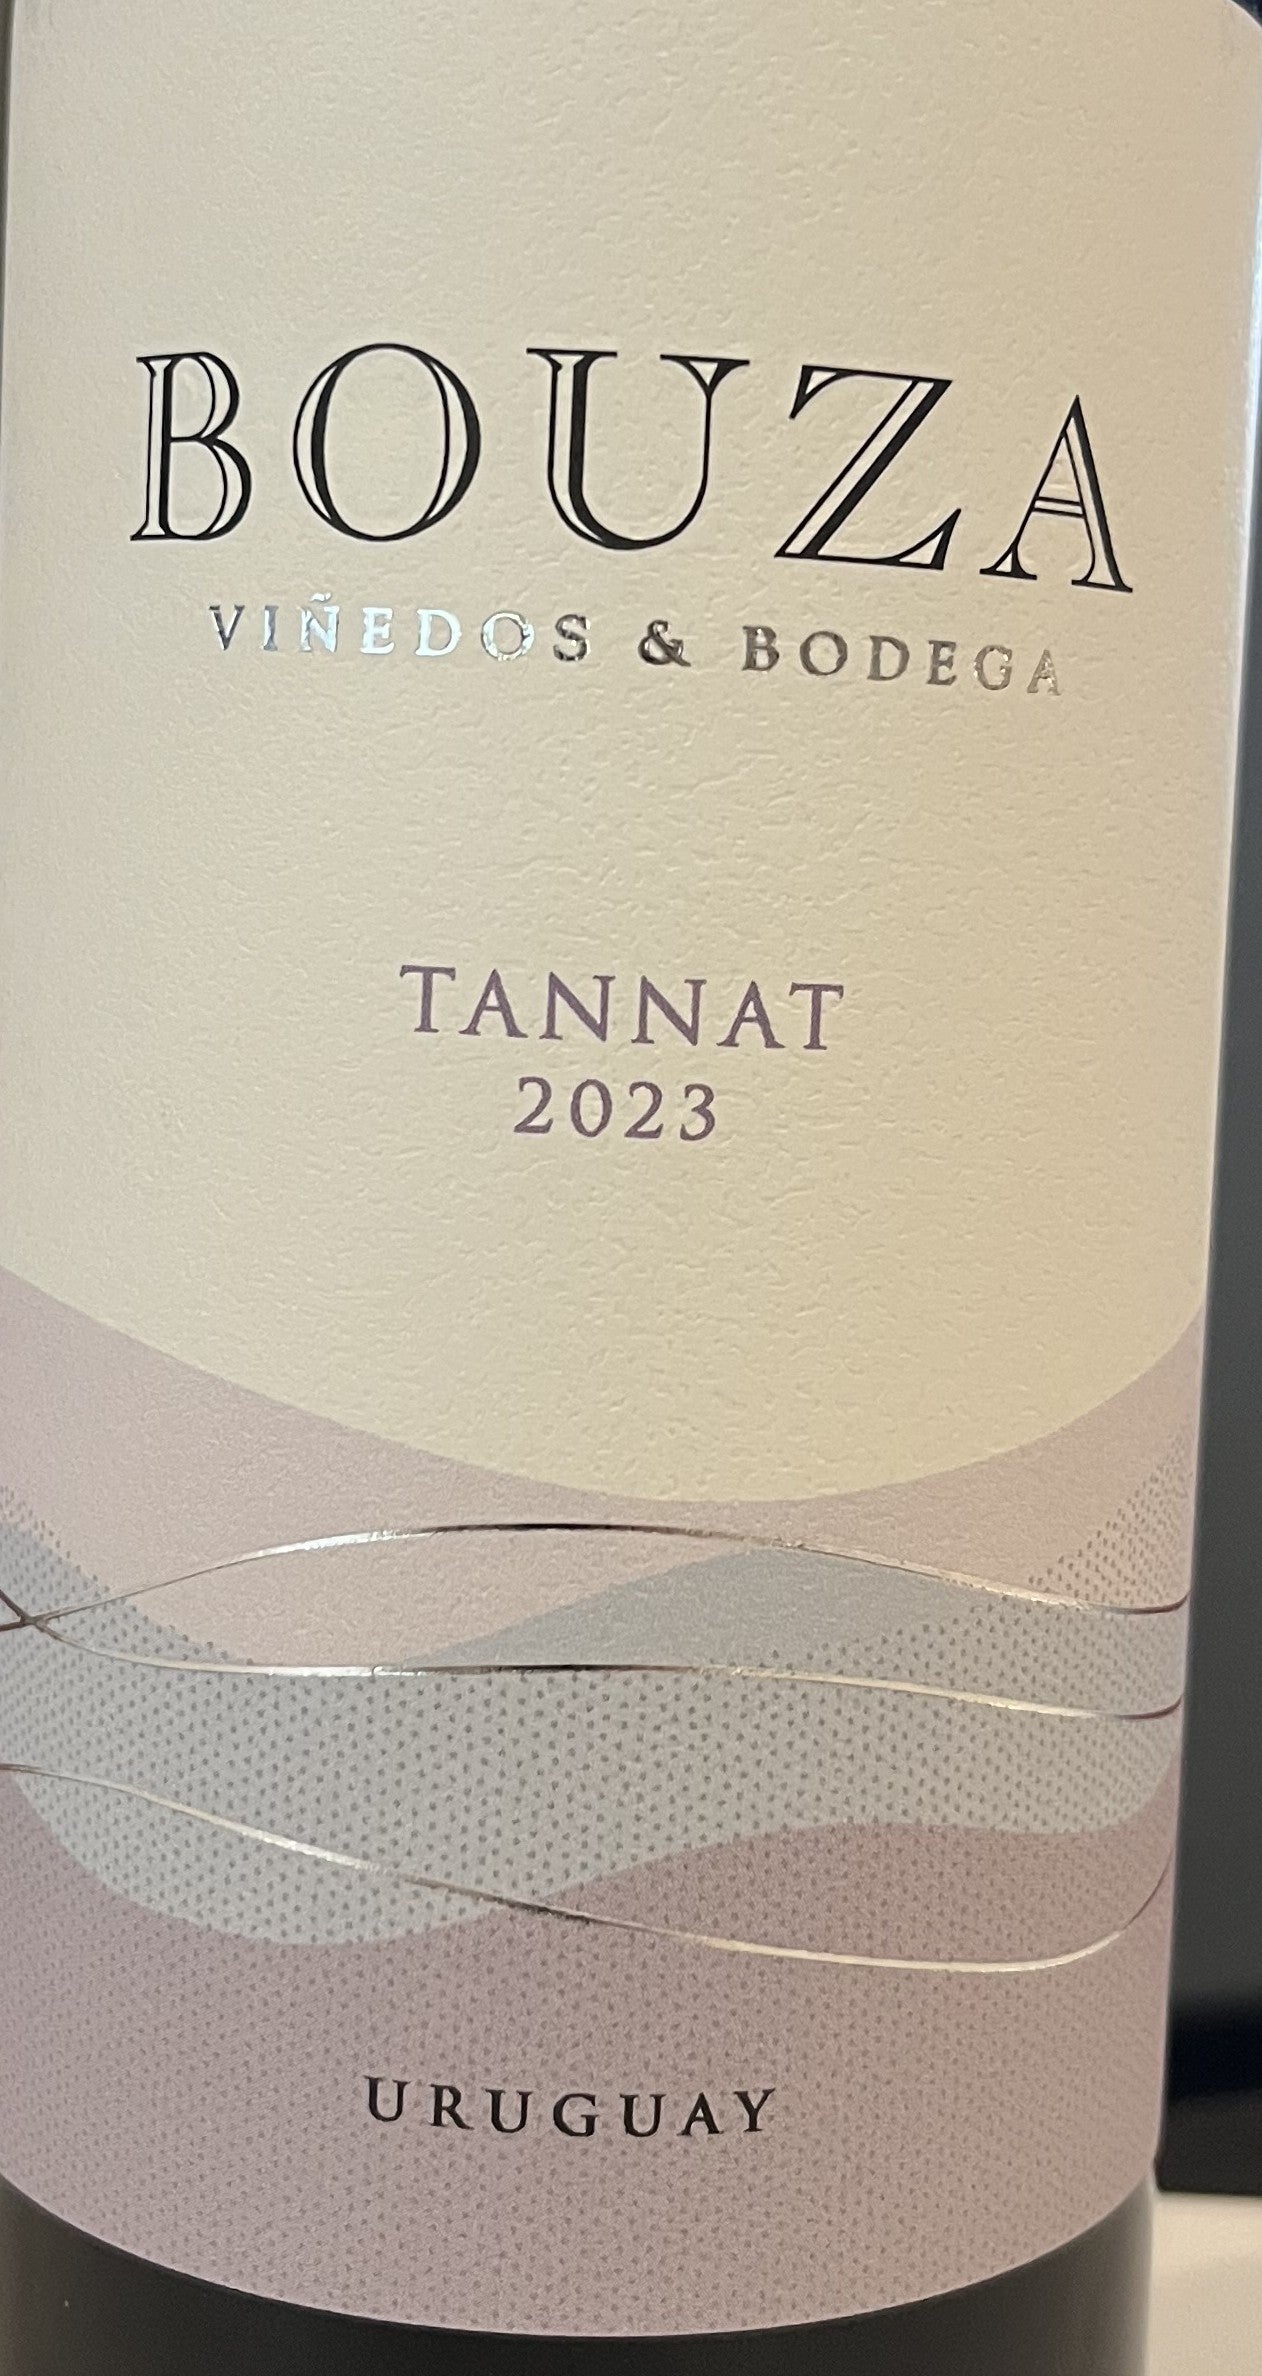 BOUZA
VIÑEDOS & BODEGA
TANNAT
2023
URUGUAY